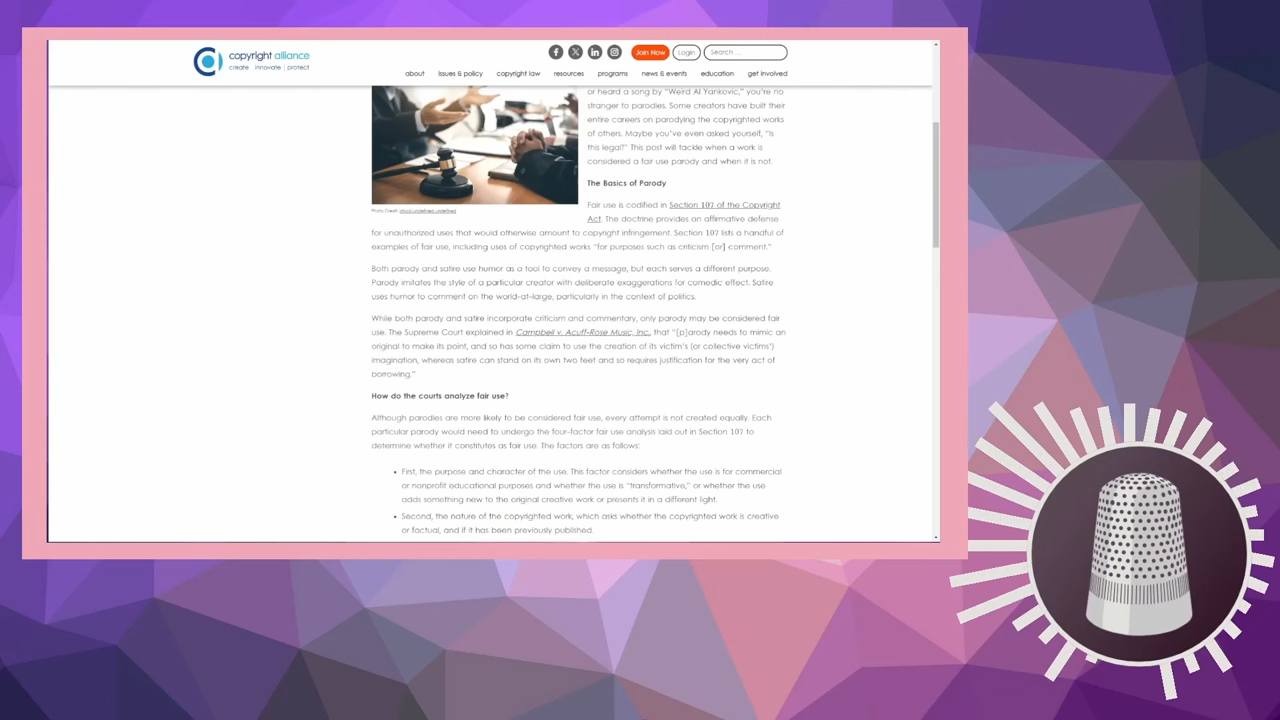 copyright alliance
create innovate protect
Join Now
Login
Search ...
about issues & policy copyright law resources programs news & events education get involved
or heard a song by “Weird Al Yankovic,” you’re no
stranger to parodies. Some creators have built their
entire careers on parodying the copyrighted works
of others. Maybe you’ve even asked yourself, “Is
this legal?” This post will tackle when a work is
considered a fair use parody and when it is not.
The Basics of Parody
Fair use is codified in Section 107 of the Copyright
Act. The doctrine provides an affirmative defense
Photo Credit: istock/undefined undefined
for unauthorized uses that would otherwise amount to copyright infringement. Section 107 lists a handful of
examples of fair use, including uses of copyrighted works “for purposes such as criticism [or] comment.”
Both parody and satire use humor as a tool to convey a message, but each serves a different purpose.
Parody imitates the style of a particular creator with deliberate exaggerations for comedic effect. Satire
uses humor to comment on the world-at-large, particularly in the context of politics.
While both parody and satire incorporate criticism and commentary, only parody may be considered fair
use. The Supreme Court explained in Campbell v. Acuff-Rose Music, Inc., that “[p]arody needs to mimic an
original to make its point, and so has some claim to use the creation of its victim’s (or collective victims’)
imagination, whereas satire can stand on its own two feet and so requires justification for the very act of
borrowing.”
How do the courts analyze fair use?
Although parodies are more likely to be considered fair use, every attempt is not created equally. Each
particular parody would need to undergo the four-factor fair use analysis laid out in Section 107 to
determine whether it constitutes as fair use. The factors are as follows:
• First, the purpose and character of the use. This factor considers whether the use is for commercial
or nonprofit educational purposes and whether the use is “transformative,” or whether the use
adds something new to the original creative work or presents it in a different light.
• Second, the nature of the copyrighted work, which asks whether the copyrighted work is creative
or factual, and if it has been previously published.